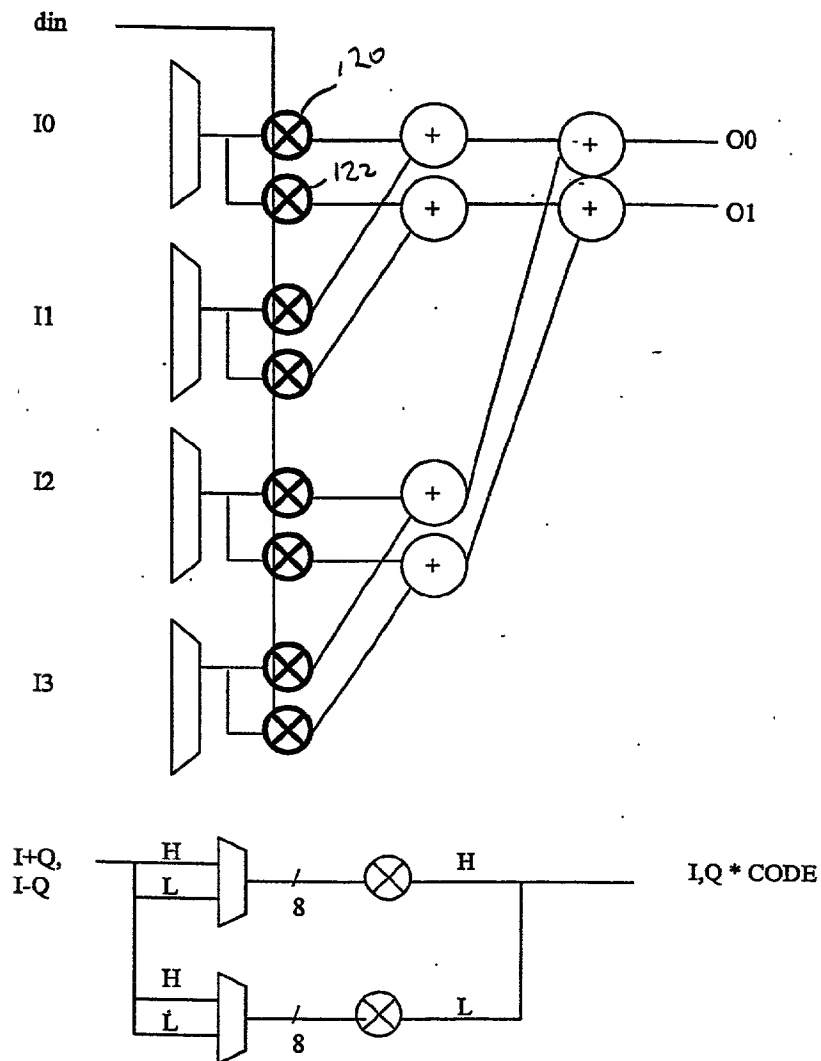 din
120
I0
122
+
+
O0
+
+
O1
I1
I2
+
+
I3
I+Q,
I-Q
H
L
8
H
I,Q * CODE
H
L
8
L